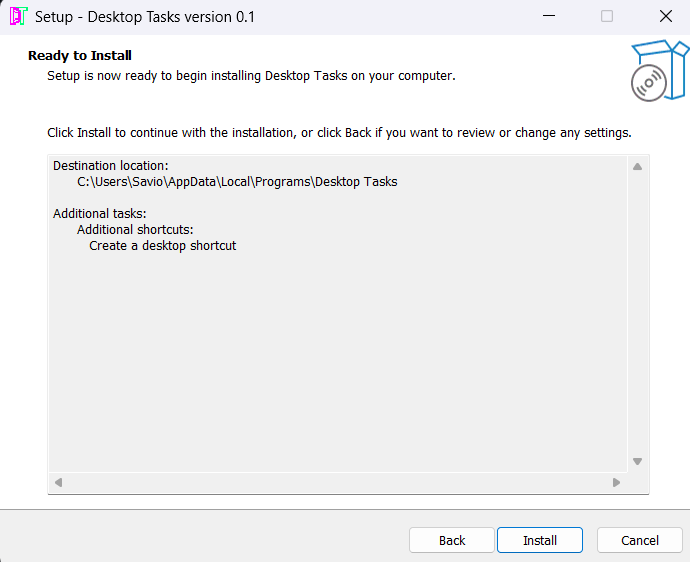 Setup - Desktop Tasks version 0.1
Ready to Install
Setup is now ready to begin installing Desktop Tasks on your computer.
Click Install to continue with the installation, or click Back if you want to review or change any settings.
Destination location:
C:\Users\Savio\AppData\Local\Programs\Desktop Tasks
Additional tasks:
Additional shortcuts:
Create a desktop shortcut
Back
Install
Cancel